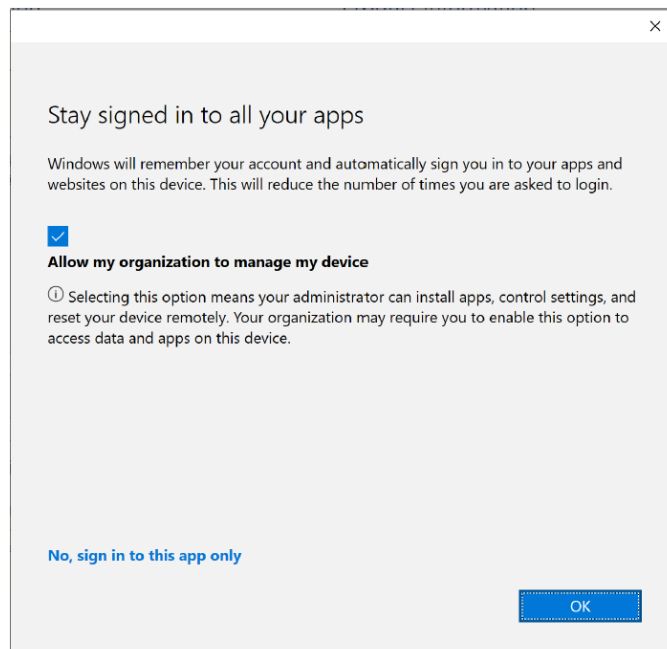 Stay signed in to all your apps
Windows will remember your account and automatically sign you in to your apps and
websites on this device. This will reduce the number of times you are asked to login.
Allow my organization to manage my device
ⓘ Selecting this option means your administrator can install apps, control settings, and
reset your device remotely. Your organization may require you to enable this option to
access data and apps on this device.
No, sign in to this app only
OK